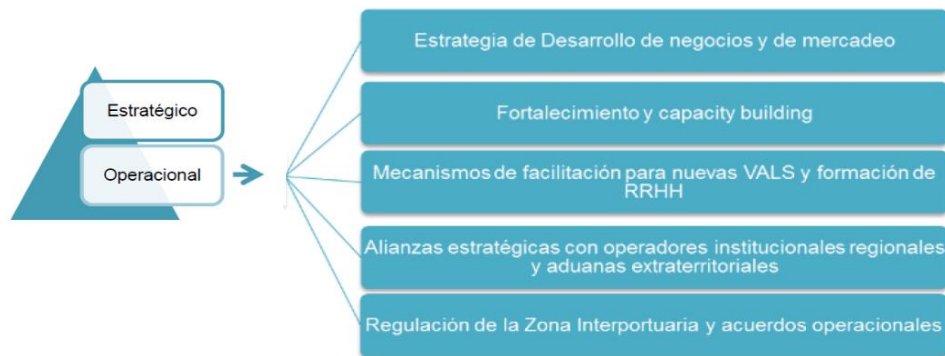 Estratégico
Operacional
Estrategia de Desarrollo de negocios y de mercadeo
Fortalecimiento y capacity building
Mecanismos de facilitación para nuevas VALS y formación de
RRHH
Alianzas estratégicas con operadores institucionales regionales
y aduanas extraterritoriales
Regulación de la Zona Interportuaria y acuerdos operacionales